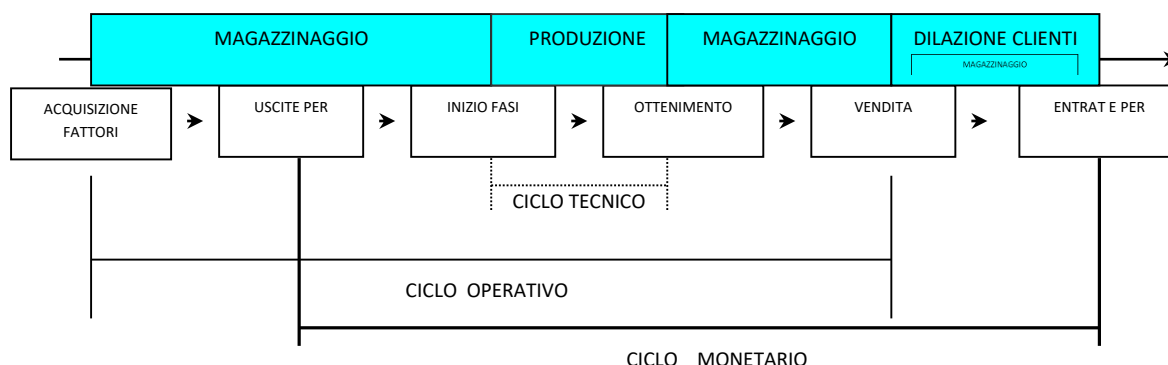 MAGAZZINAGGIO
PRODUZIONE
MAGAZZINAGGIO
DILAZIONE CLIENTI
MAGAZZINAGGIO
ACQUISIZIONE
FATTORI
USCITE PER
INIZIO FASI
OTTENIMENTO
VENDITA
ENTRAT E PER
CICLO TECNICO
CICLO OPERATIVO
CICLO MONETARIO